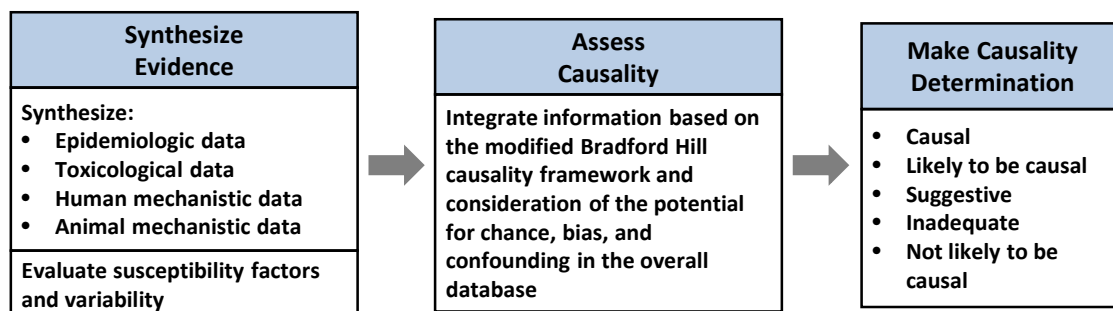 Synthesize
Evidence
Synthesize:
• Epidemiologic data
• Toxicological data
• Human mechanistic data
• Animal mechanistic data
Evaluate susceptibility factors
and variability
Assess
Causality
Integrate information based on
the modified Bradford Hill
causality framework and
consideration of the potential
for chance, bias, and
confounding in the overall
database
Make Causality
Determination
• Causal
• Likely to be causal
• Suggestive
• Inadequate
• Not likely to be
causal